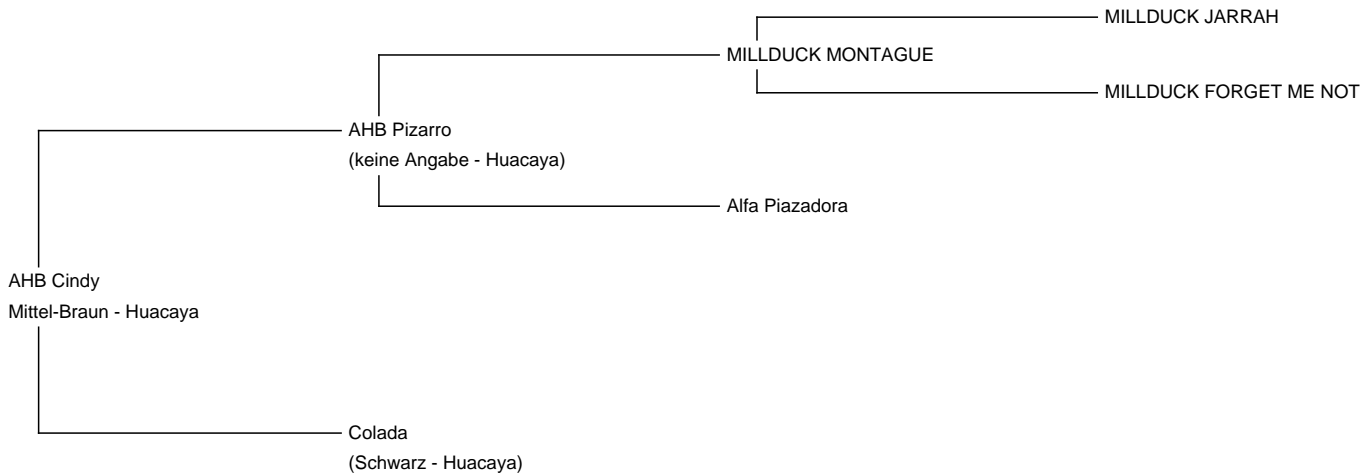 MILLDUCK JARRAH
MILLDUCK MONTAGUE
MILLDUCK FORGET ME NOT
AHB Pizarro
(keine Angabe - Huacaya)
Alfa Piazadora
AHB Cindy
Mittel-Braun - Huacaya
Colada
(Schwarz - Huacaya)